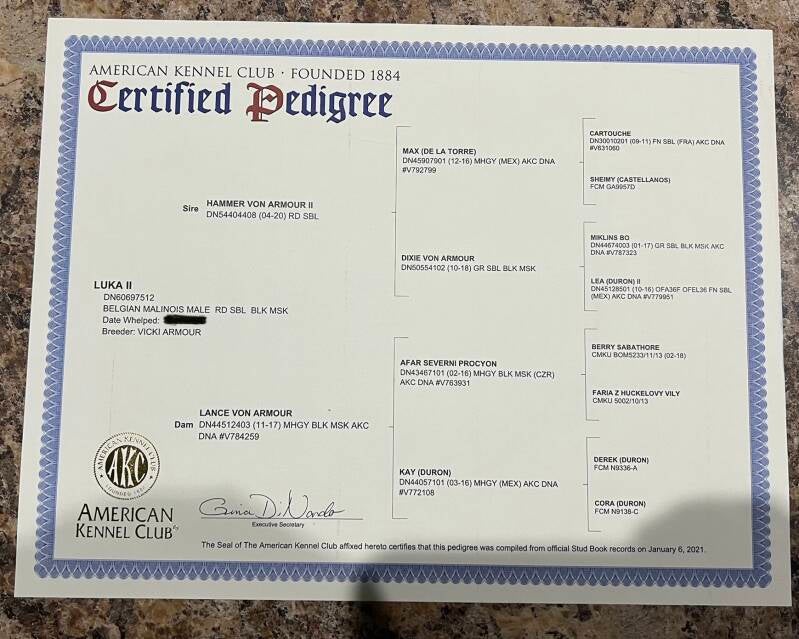 AMERICAN KENNEL CLUB · FOUNDED 1884
Certified Pedigree
CARTOUCHE
DN30010201 (09-11) FN SBL (FRA) AKC DNA
#V631060
MAX (DE LA TORRE)
DN45907901 (12-16) MHGY (MEX) AKC DNA
#V792799
SHEIMY (CASTELLANOS)
FCM GA9957D
Sire
HAMMER VON ARMOUR II
DN54404408 (04-20) RD SBL
MIKLINS BO
DN44674003 (01-17) GR SBL BLK MSK AKC
DNA #V787323
DIXIE VON ARMOUR
DN50554102 (10-18) GR SBL BLK MSK
LEA (DURON) II
DN45128501 (10-16) OFA36F OFEL36 FN SBL
(MEX) AKC DNA #V779951
LUKA II
DN60697512
BELGIAN MALINOIS MALE RD SBL BLK MSK
Date Whelped:
Breeder: VICKI ARMOUR
BERRY SABATHORE
CMKU BOM5233/11/13 (02-18)
AFAR SEVERNI PROCYON
DN43467101 (02-16) MHGY BLK MSK (CZR)
AKC DNA #V763931
FARIA Z HUCKELOVY VILY
CMKU 5002/10/13
Dam
LANCE VON ARMOUR
DN44512403 (11-17) MHGY BLK MSK AKC
DNA #V784259
DEREK (DURON)
FCM N9336-A
KAY (DURON)
DN44057101 (03-16) MHGY (MEX) AKC DNA
#V772108
CORA (DURON)
FCM N9138-C
AMERICAN KENNEL CLUB
AKC
FOUNDED 1884
AMERICAN
KENNEL CLUB
Gina DiNardo
Executive Secretary
The Seal of The American Kennel Club affixed hereto certifies that this pedigree was compiled from official Stud Book records on January 6, 2021.